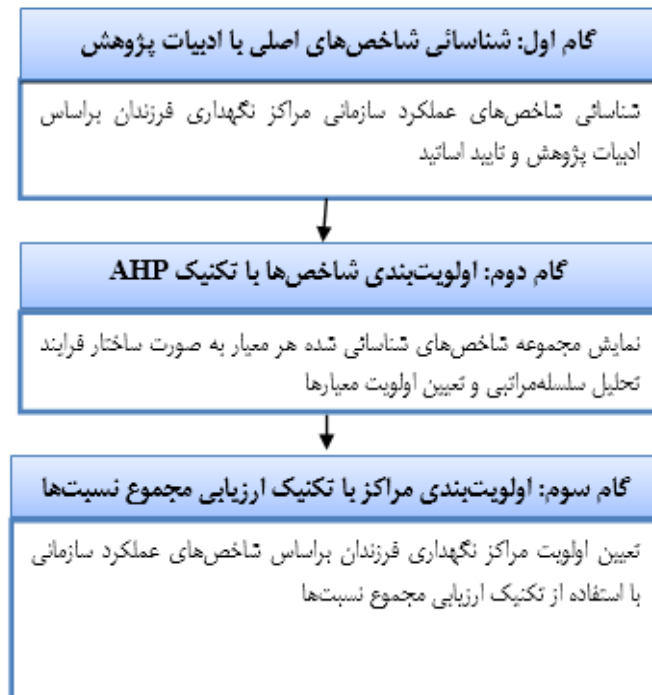 گام اول: شناسائی شاخص‌های اصلی با ادبیات پژوهش
شناسائی شاخص‌های عملکرد سازمانی مراکز نگهداری فرزندان براساس
ادبیات پژوهش و تایید اساتید
گام دوم: اولویت‌بندی شاخص‌ها با تکنیک AHP
نمایش مجموعه شاخص‌های شناسائی شده هر معیار به صورت ساختار فرایند
تحلیل سلسله‌مراتبی و تعیین اولویت معیارها
گام سوم: اولویت‌بندی مراکز با تکنیک ارزیابی مجموع نسبت‌ها
تعیین اولویت مراکز نگهداری فرزندان براساس شاخص‌های عملکرد سازمانی
با استفاده از تکنیک ارزیابی مجموع نسبت‌ها